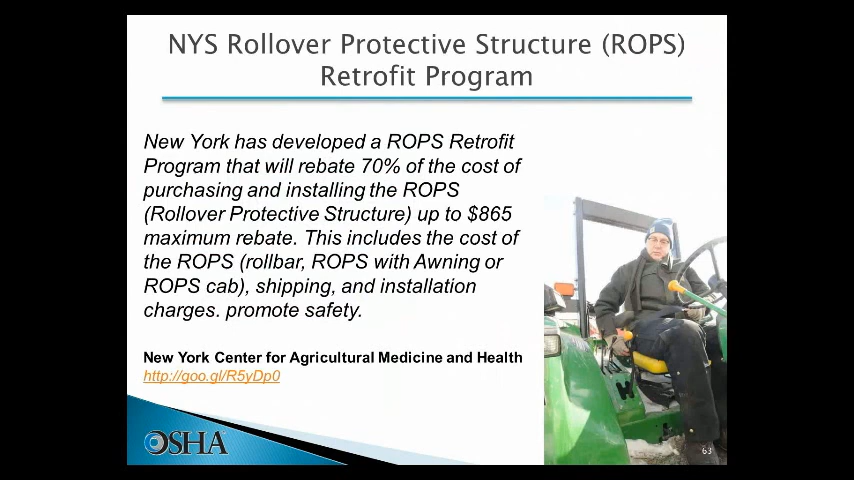 NYS Rollover Protective Structure (ROPS)
Retrofit Program
New York has developed a ROPS Retrofit
Program that will rebate 70% of the cost of
purchasing and installing the ROPS
(Rollover Protective Structure) up to $865
maximum rebate. This includes the cost of
the ROPS (rollbar, ROPS with Awning or
ROPS cab), shipping, and installation
charges. promote safety.
New York Center for Agricultural Medicine and Health
http://goo.gl/R5yDp0
OSHA
63